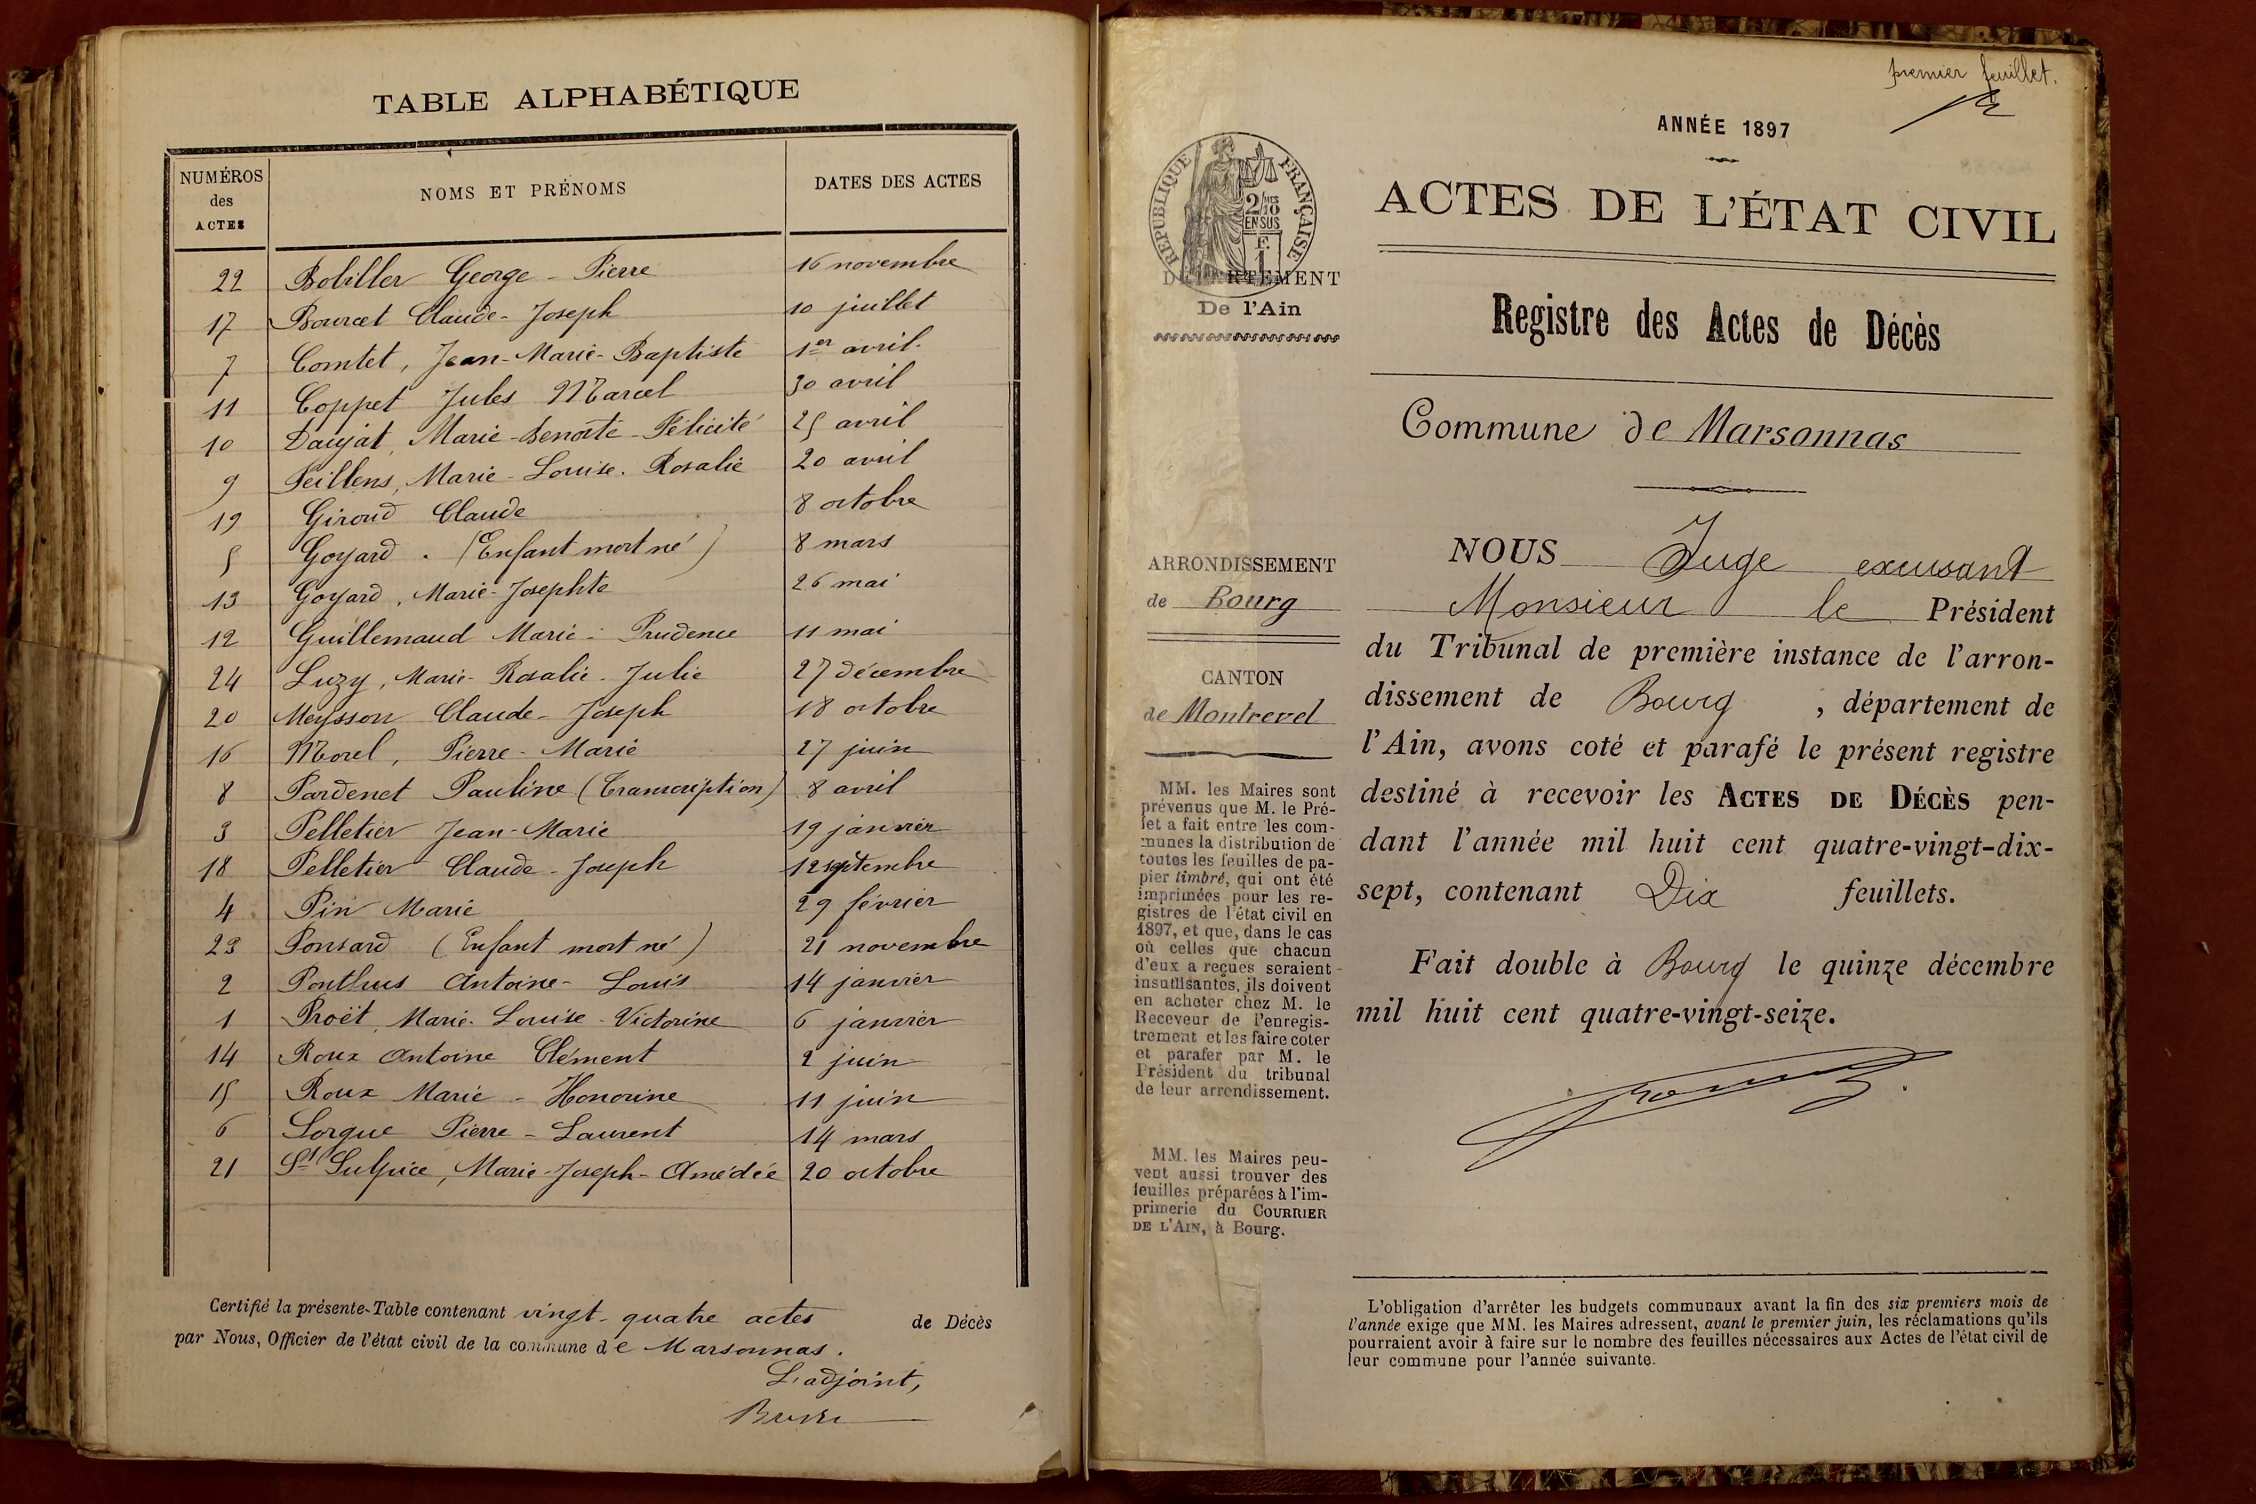 TABLE ALPHABÉTIQUE
NUMÉROS des ACTES NOMS ET PRÉNOMS DATES DES ACTES
22 Bobiller George - Pierre 16 novembre
17 Bourcet Claude - Joseph 10 juillet
7 Comtet, Jean-Marie-Baptiste 1er avril
11 Coppet Jules Marcel 30 avril
10 Daujat, Marie-Benoîte-Félicité 25 avril
9 Feillens, Marie-Louise-Rosalie 20 avril
19 Giroud Claude 8 octobre
5 Goyard. (Enfant mort né) 8 mars
13 Goyard, Marie-Josephte 26 mai
12 Guillemaud Marie - Prudence 11 mai
24 Luzy, Marie-Rosalie-Julie 27 décembre
20 Meysson Claude-Joseph 18 octobre
16 Morel, Pierre-Marie 27 juin
8 Pardenet Pauline (Transcription) 8 avril
3 Pelletier Jean-Marie 19 janvier
18 Pelletier Claude-Joseph 12 septembre
4 Pin Marie 29 février
23 Ponsard (Enfant mort né) 21 novembre
2 Ponthus Antoine-Louis 14 janvier
1 Proët, Marie-Louise-Victorine 6 janvier
14 Roux Antoine Clément 2 juin
15 Roux Marie-Honorine 11 juin
6 Sorgue Pierre-Laurent 14 mars
21 St Sulpice, Marie-Joseph-Amédée 20 octobre
Certifié la présente Table contenant vingt-quatre actes de Décès
par Nous, Officier de l'état civil de la commune de Marsonnas.
L'adjoint,
premier feuillet.
ANNÉE 1897
RÉPUBLIQUE FRANÇAISE
2/10 MES
EN SUS
F.
1
DÉPARTEMENT
De l'Ain
ARRONDISSEMENT
de Bourg
CANTON
de Montrevel
MM. les Maires sont
prévenus que M. le Pré-
fet a fait entre les com-
munes la distribution de
toutes les feuilles de pa-
pier timbré, qui ont été
imprimées pour les re-
gistres de l'état civil en
1897, et que, dans le cas
où celles que chacun
d'eux a reçues seraient
insuffisantes, ils doivent
en acheter chez M. le
Receveur de l'enregis-
trement et les faire coter
et parafer par M. le
Président du tribunal
de leur arrondissement.
MM. les Maires peu-
vent aussi trouver des
feuilles préparées à l'im-
primerie du COURRIER
DE L'AIN, à Bourg.
ACTES DE L'ÉTAT CIVIL
Registre des Actes de Décès
Commune de Marsonnas
NOUS Juge excusant
Monsieur le Président
du Tribunal de première instance de l'arron-
dissement de Bourg, département de
l'Ain, avons coté et parafé le présent registre
destiné à recevoir les ACTES DE DÉCÈS pen-
dant l'année mil huit cent quatre-vingt-dix-
sept, contenant Dix feuillets.
Fait double à Bourg le quinze décembre
mil huit cent quatre-vingt-seize.
L'obligation d'arrêter les budgets communaux avant la fin des six premiers mois de
l'année exige que MM. les Maires adressent, avant le premier juin, les réclamations qu'ils
pourraient avoir à faire sur le nombre des feuilles nécessaires aux Actes de l'état civil de
leur commune pour l'année suivante.